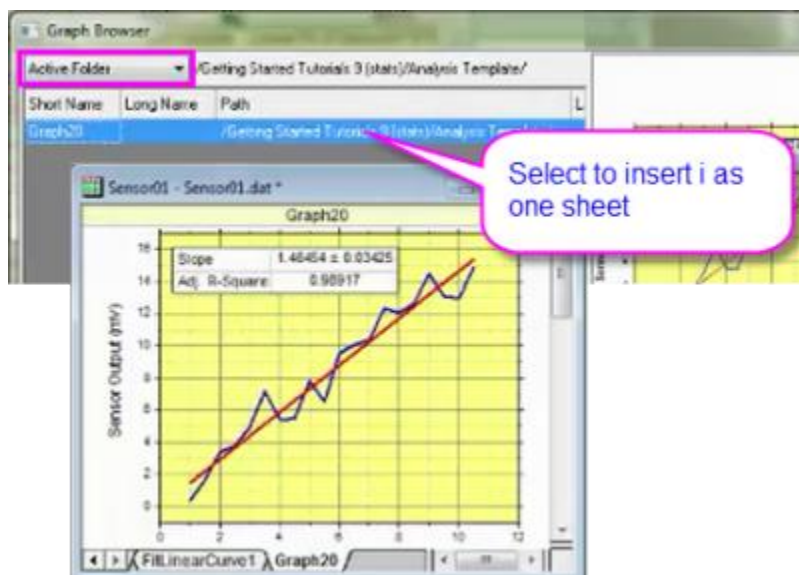 Graph Browser
Active Folder
/Getting Started Tutorials 9 (stats)/Analysis Template/
Short Name Long Name Path L
Graph20 /Getting Started Tutorials 9 (stats)/Analysis
Select to insert i as
one sheet
Sensor01 - Sensor01.dat *
Graph20
Slope 1.46454 ± 0.03425
Adj. R-Square 0.98917
Sensor Output (mV)
16
14
12
10
8
6
4
2
0
0 2 4 6 8 10 12
FitLinearCurve1 Graph20